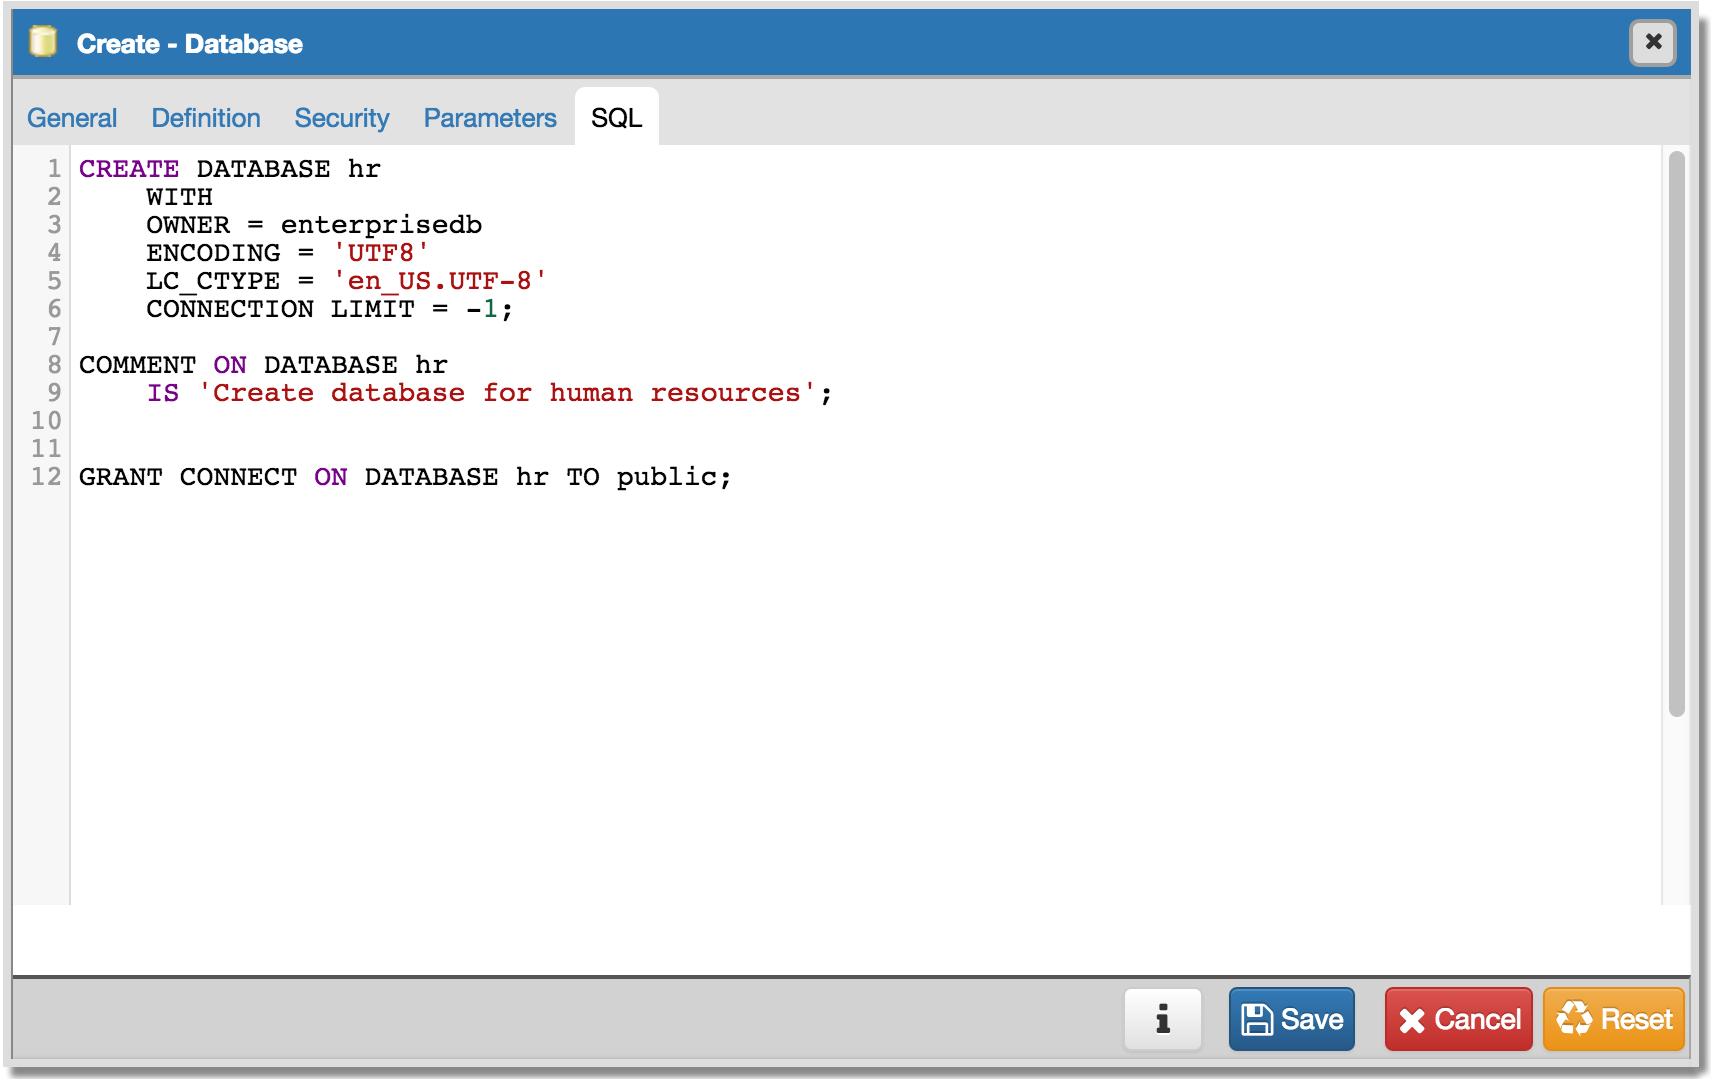 Create - Database
General Definition Security Parameters SQL
1 CREATE DATABASE hr
2     WITH
3     OWNER = enterprisedb
4     ENCODING = 'UTF8'
5     LC_CTYPE = 'en_US.UTF-8'
6     CONNECTION LIMIT = -1;
7
8 COMMENT ON DATABASE hr
9     IS 'Create database for human resources';
10
11
12 GRANT CONNECT ON DATABASE hr TO public;
i Save Cancel Reset